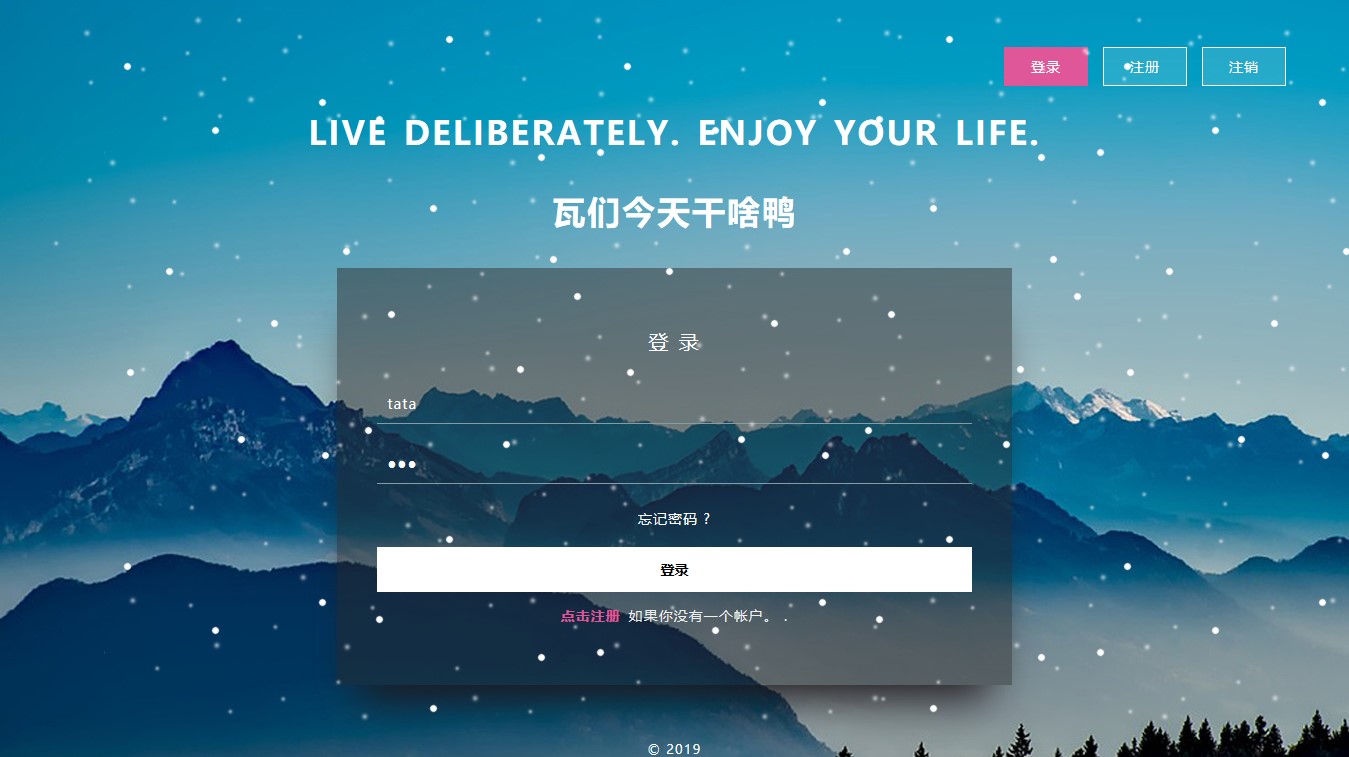 登录 注册 注销
LIVE DELIBERATELY. ENJOY YOUR LIFE.
瓦们今天干啥鸭
登 录
tata
•••
忘记密码 ?
登录
点击注册 如果你没有一个帐户。 .
© 2019